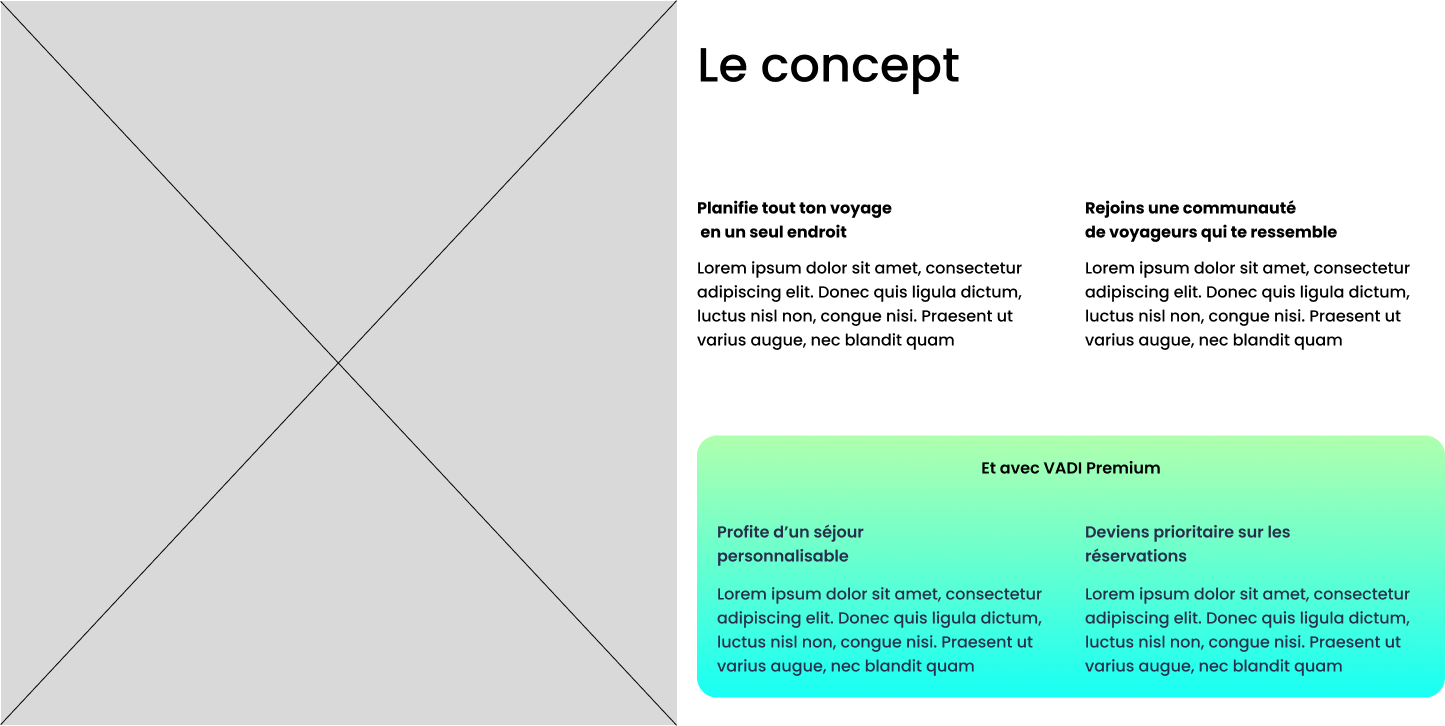 Le concept
Planifie tout ton voyage
en un seul endroit
Lorem ipsum dolor sit amet, consectetur
adipiscing elit. Donec quis ligula dictum,
luctus nisl non, congue nisi. Praesent ut
varius augue, nec blandit quam
Rejoins une communauté
de voyageurs qui te ressemble
Lorem ipsum dolor sit amet, consectetur
adipiscing elit. Donec quis ligula dictum,
luctus nisl non, congue nisi. Praesent ut
varius augue, nec blandit quam
Et avec VADI Premium
Profite d’un séjour
personnalisable
Lorem ipsum dolor sit amet, consectetur
adipiscing elit. Donec quis ligula dictum,
luctus nisl non, congue nisi. Praesent ut
varius augue, nec blandit quam
Deviens prioritaire sur les
réservations
Lorem ipsum dolor sit amet, consectetur
adipiscing elit. Donec quis ligula dictum,
luctus nisl non, congue nisi. Praesent ut
varius augue, nec blandit quam